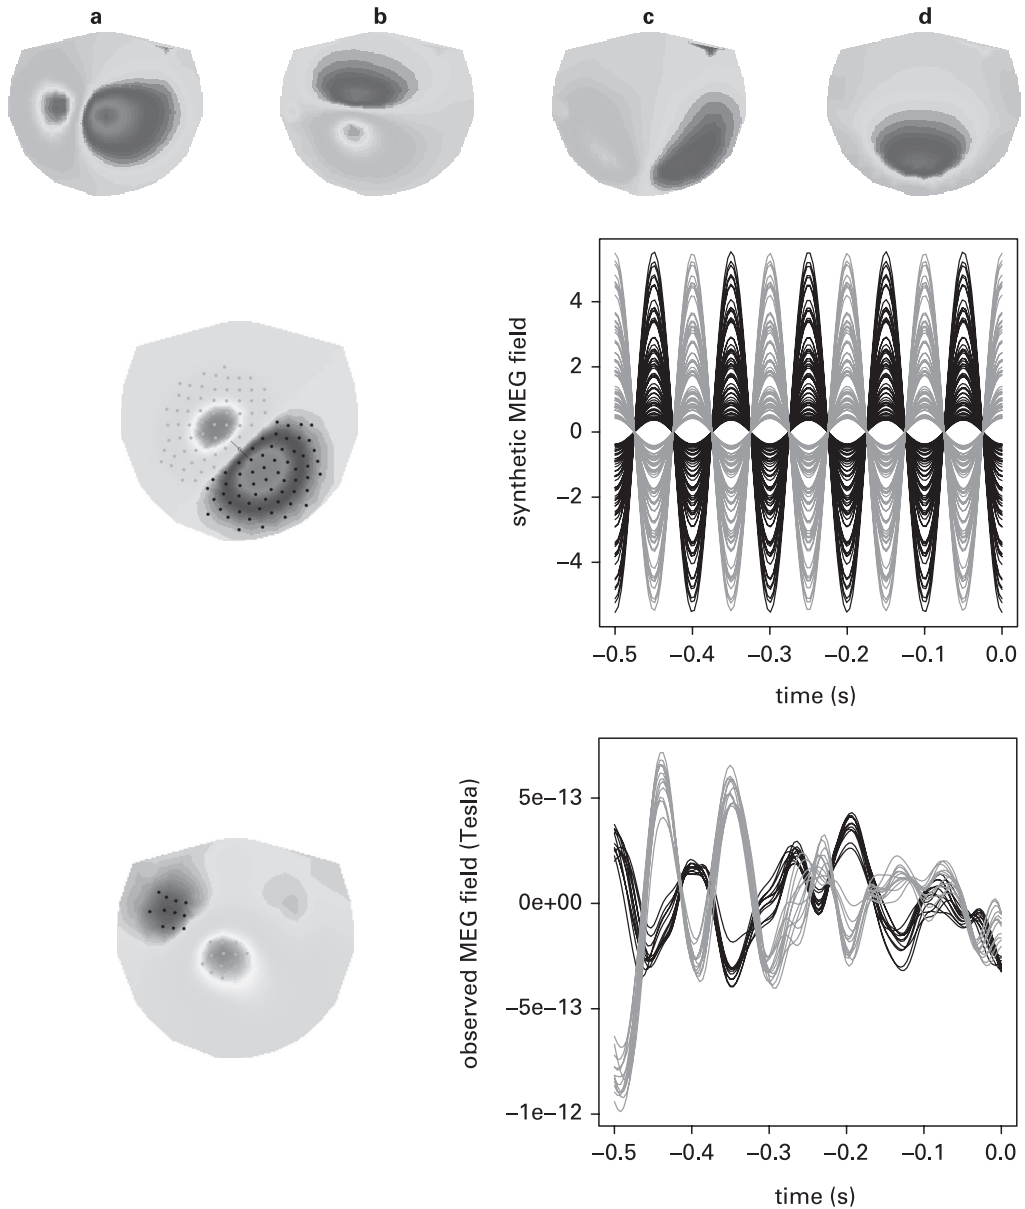 a b c d
synthetic MEG field
4
2
0
−2
−4
−0.5 −0.4 −0.3 −0.2 −0.1 0.0
time (s)
observed MEG field (Tesla)
5e−13
0e+00
−5e−13
−1e−12
−0.5 −0.4 −0.3 −0.2 −0.1 0.0
time (s)